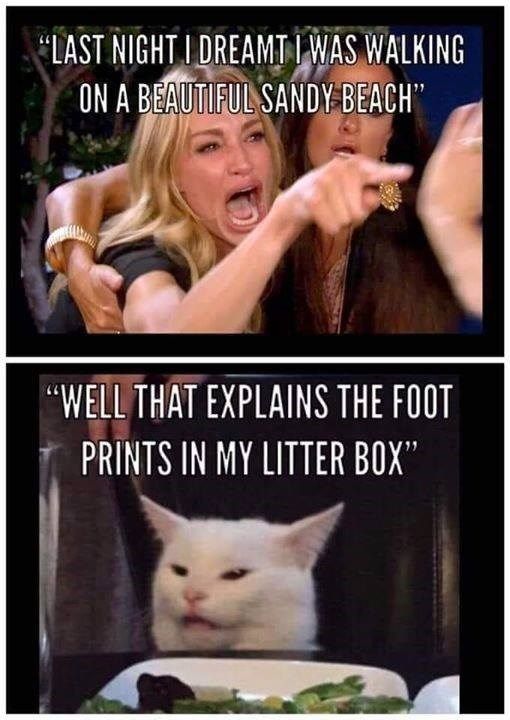 “LAST NIGHT I DREAMT I WAS WALKING
ON A BEAUTIFUL SANDY BEACH”
“WELL THAT EXPLAINS THE FOOT
PRINTS IN MY LITTER BOX”